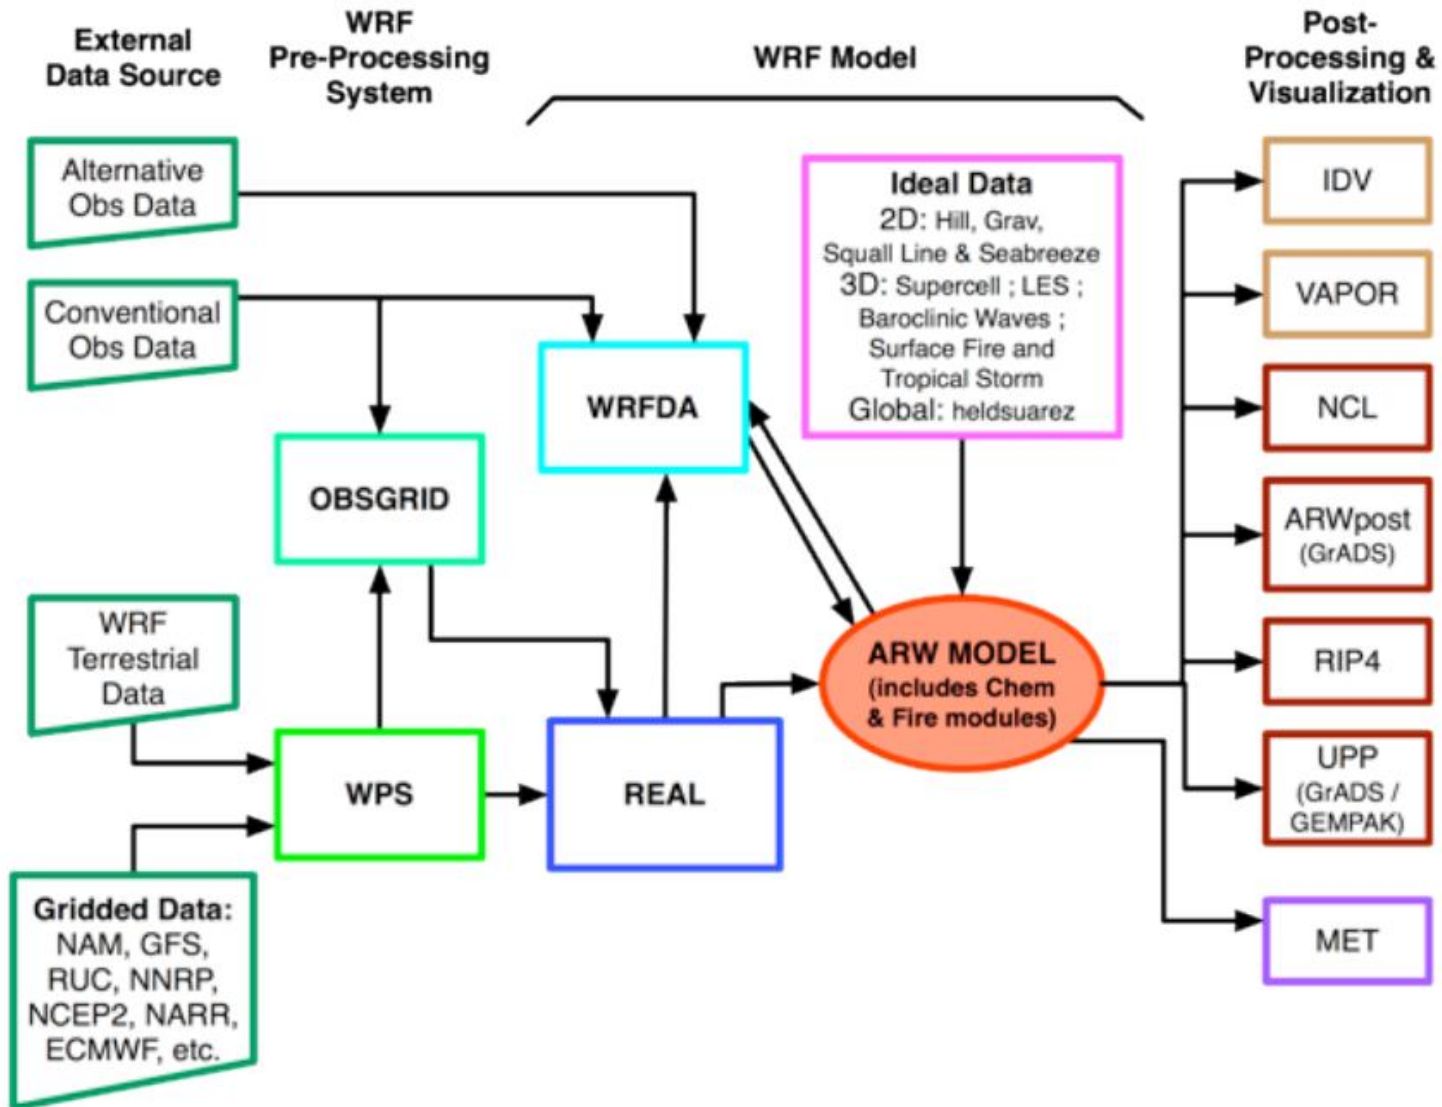 External
Data Source
WRF
Pre-Processing
System
WRF Model
Post-
Processing &
Visualization
Alternative
Obs Data
Conventional
Obs Data
WRF
Terrestrial
Data
Gridded Data:
NAM, GFS,
RUC, NNRP,
NCEP2, NARR,
ECMWF, etc.
OBSGRID
WPS
WRFDA
REAL
Ideal Data
2D: Hill, Grav,
Squall Line & Seabreeze
3D: Supercell ; LES ;
Baroclinic Waves ;
Surface Fire and
Tropical Storm
Global: heldsuarez
ARW MODEL
(includes Chem
& Fire modules)
IDV
VAPOR
NCL
ARWpost
(GrADS)
RIP4
UPP
(GrADS /
GEMPAK)
MET